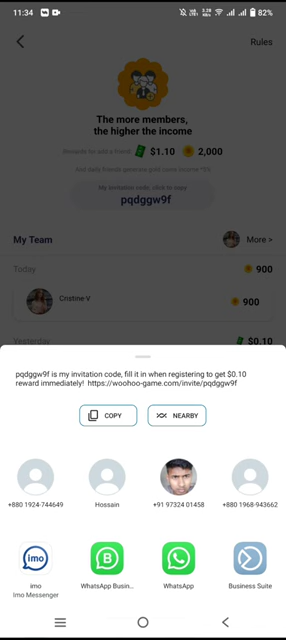 11:34
82%
Rules
The more members,
the higher the income
Rewards for add a friend $1.10 2,000
My invitation code, click to copy
pqdggw9f
My Team
More >
Today
900
Cristine V
900
Yesterday
$0.10
pqdggw9f is my invitation code, fill it in when registering to get $0.10
reward immediately! https://woohoo-game.com/invite/pqdggw9f
COPY
NEARBY
+880 1924-744649
Hossain
+91 97324 01458
+880 1968-943662
imo
B
imo
Imo Messenger
WhatsApp Busin...
WhatsApp
Business Suite